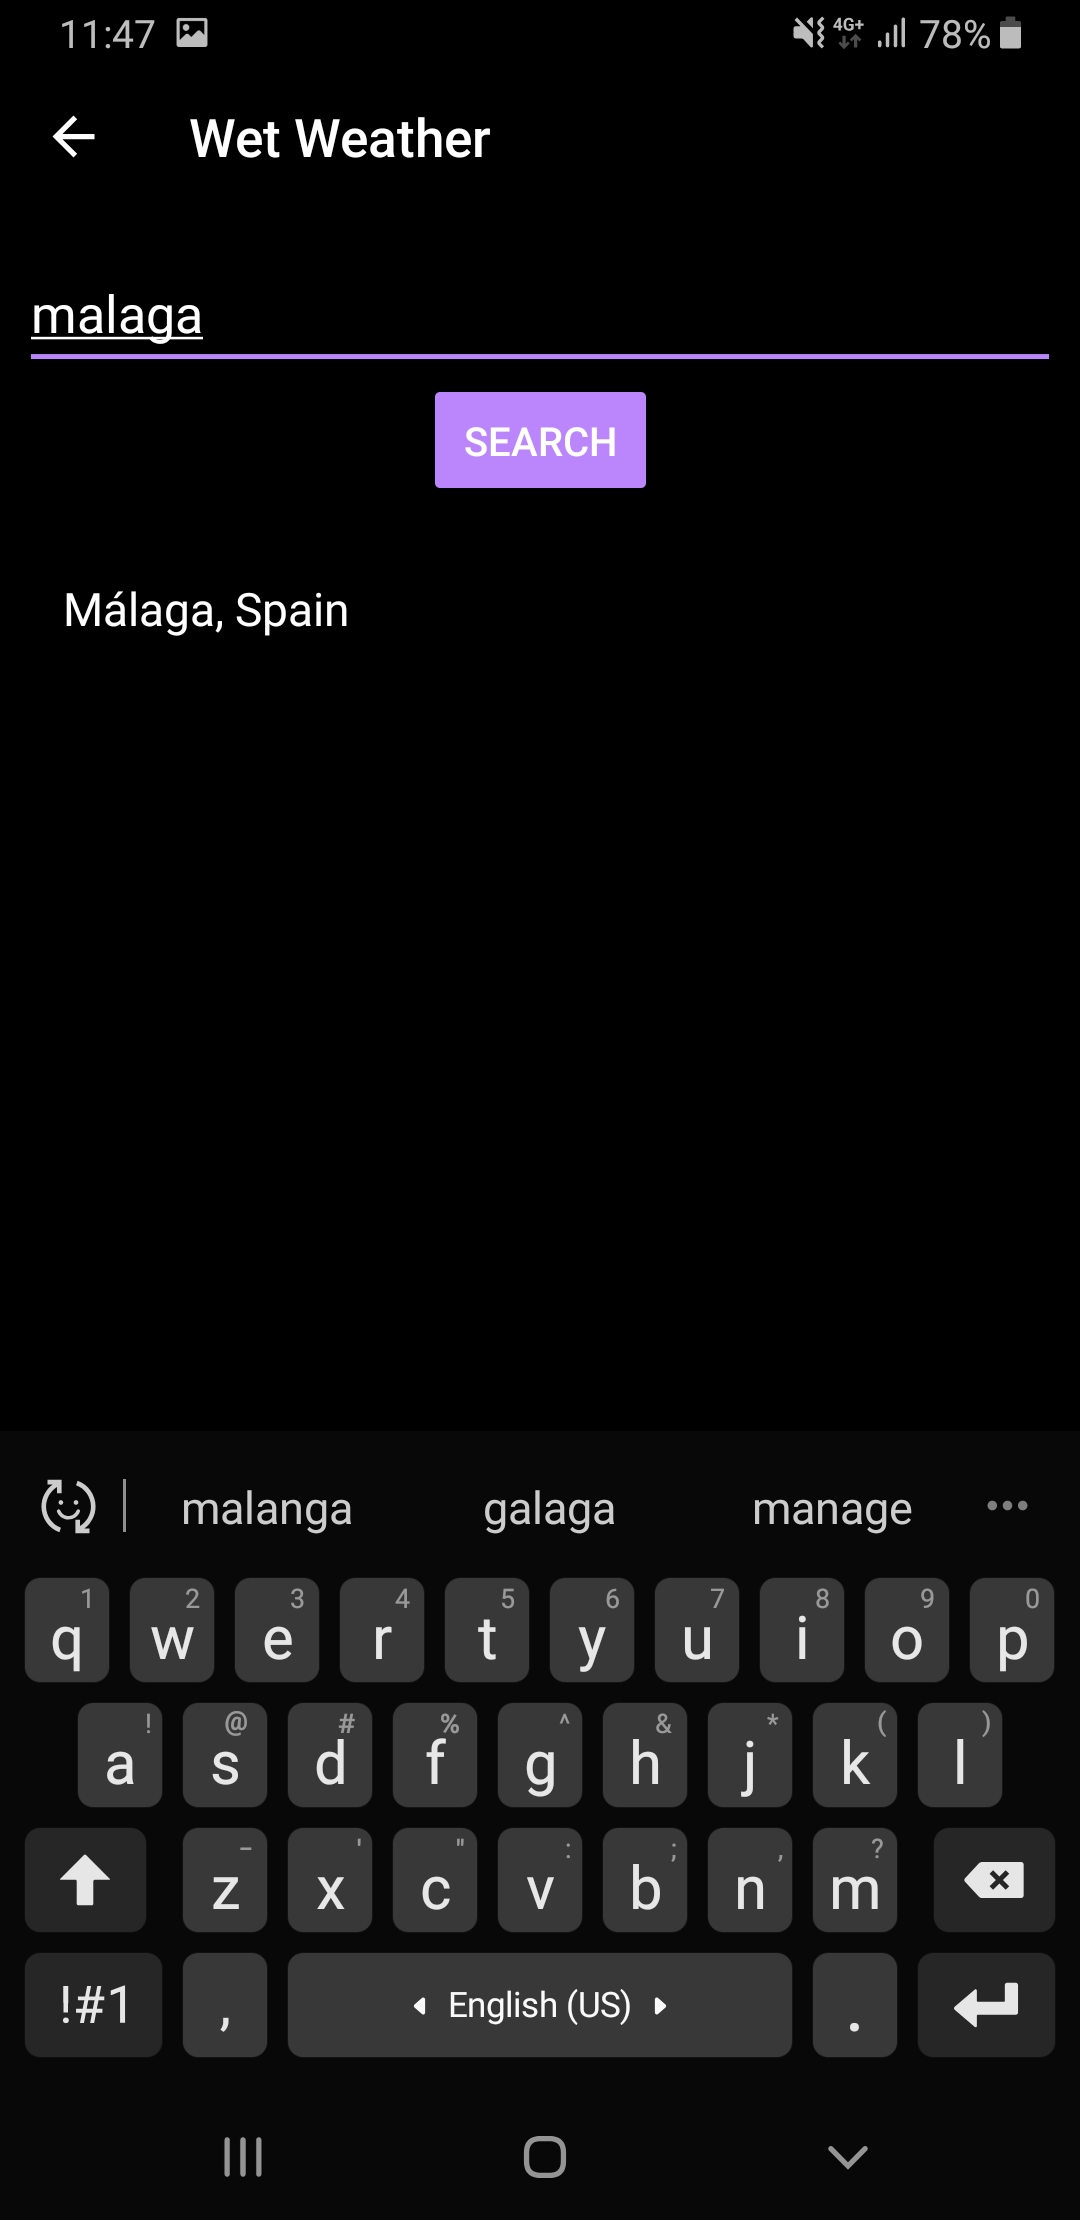 11:47 4G+ 78%
Wet Weather
malaga
SEARCH
Málaga, Spain
malanga galaga manage
1 2 3 4 5 6 7 8 9 0
q w e r t y u i o p
! @ # % ^ & * ( )
a s d f g h j k l
- ' " : ; , ?
z x c v b n m
!#1 , English (US) .